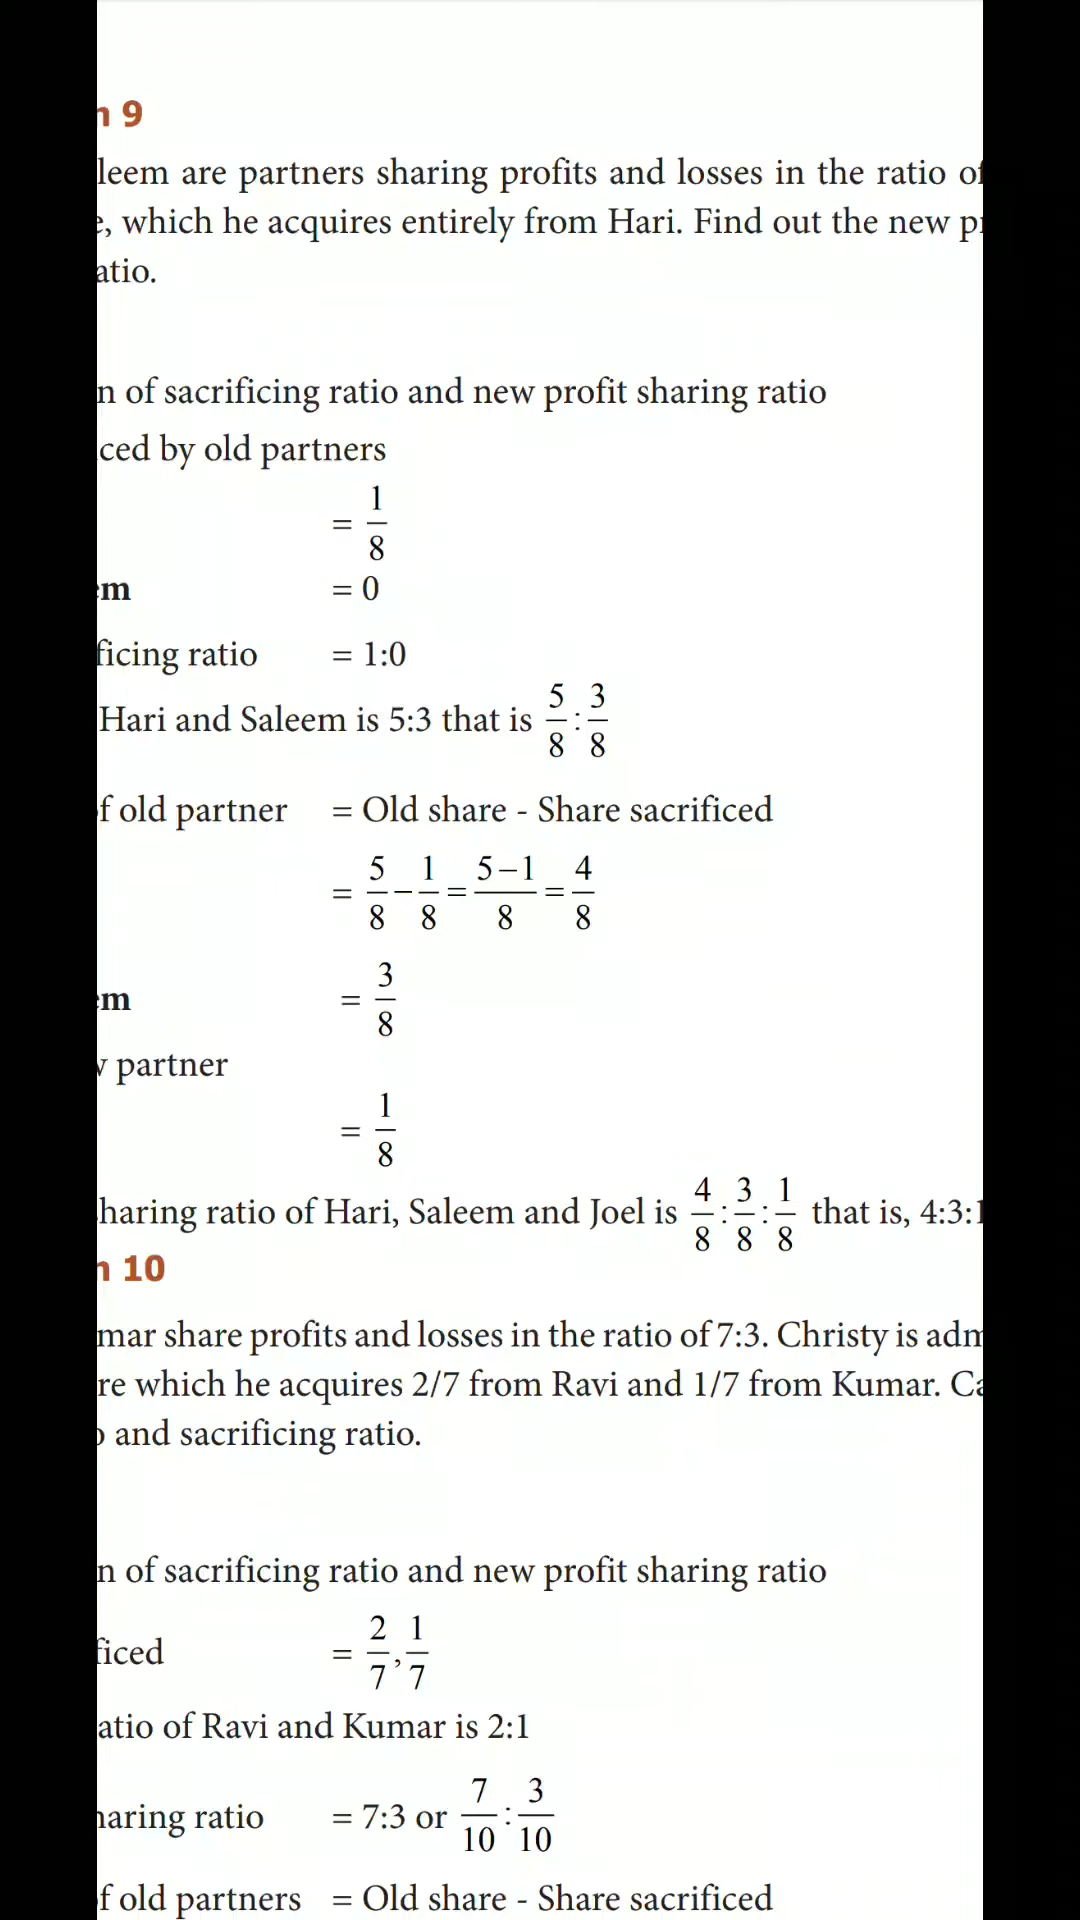 n 9
leem are partners sharing profits and losses in the ratio of
e, which he acquires entirely from Hari. Find out the new
atio.
n of sacrificing ratio and new profit sharing ratio
ced by old partners
= 1/8
em = 0
ficing ratio = 1:0
Hari and Saleem is 5:3 that is 5/8 : 3/8
f old partner = Old share - Share sacrificed
= 5/8 − 1/8 = 5−1/8 = 4/8
em = 3/8
partner
= 1/8
haring ratio of Hari, Saleem and Joel is 4/8 : 3/8 : 1/8 that is, 4:3:1
n 10
mar share profits and losses in the ratio of 7:3. Christy is adm
re which he acquires 2/7 from Ravi and 1/7 from Kumar. Ca
and sacrificing ratio.
n of sacrificing ratio and new profit sharing ratio
ficed = 2/7, 1/7
atio of Ravi and Kumar is 2:1
haring ratio = 7:3 or 7/10 : 3/10
f old partners = Old share - Share sacrificed